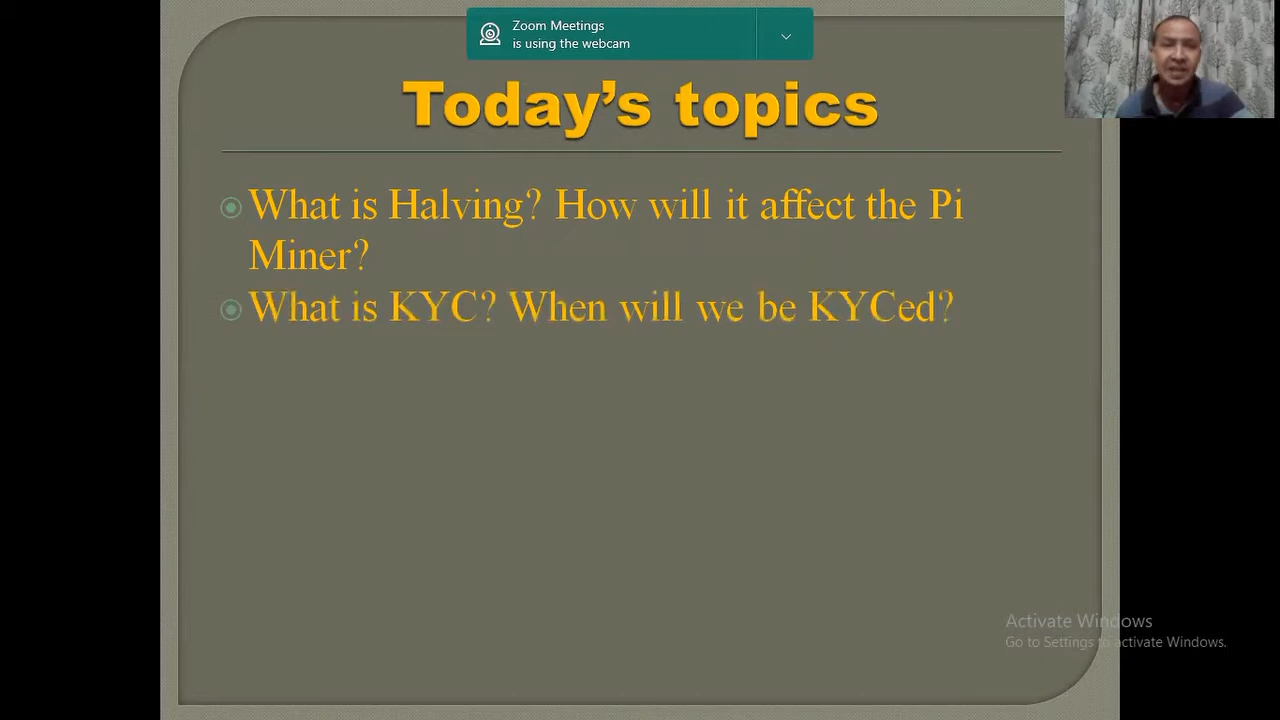 Zoom Meetings
is using the webcam
Today's topics
What is Halving? How will it affect the Pi
Miner?
What is KYC? When will we be KYCed?
Activate Windows
Go to Settings to activate Windows.